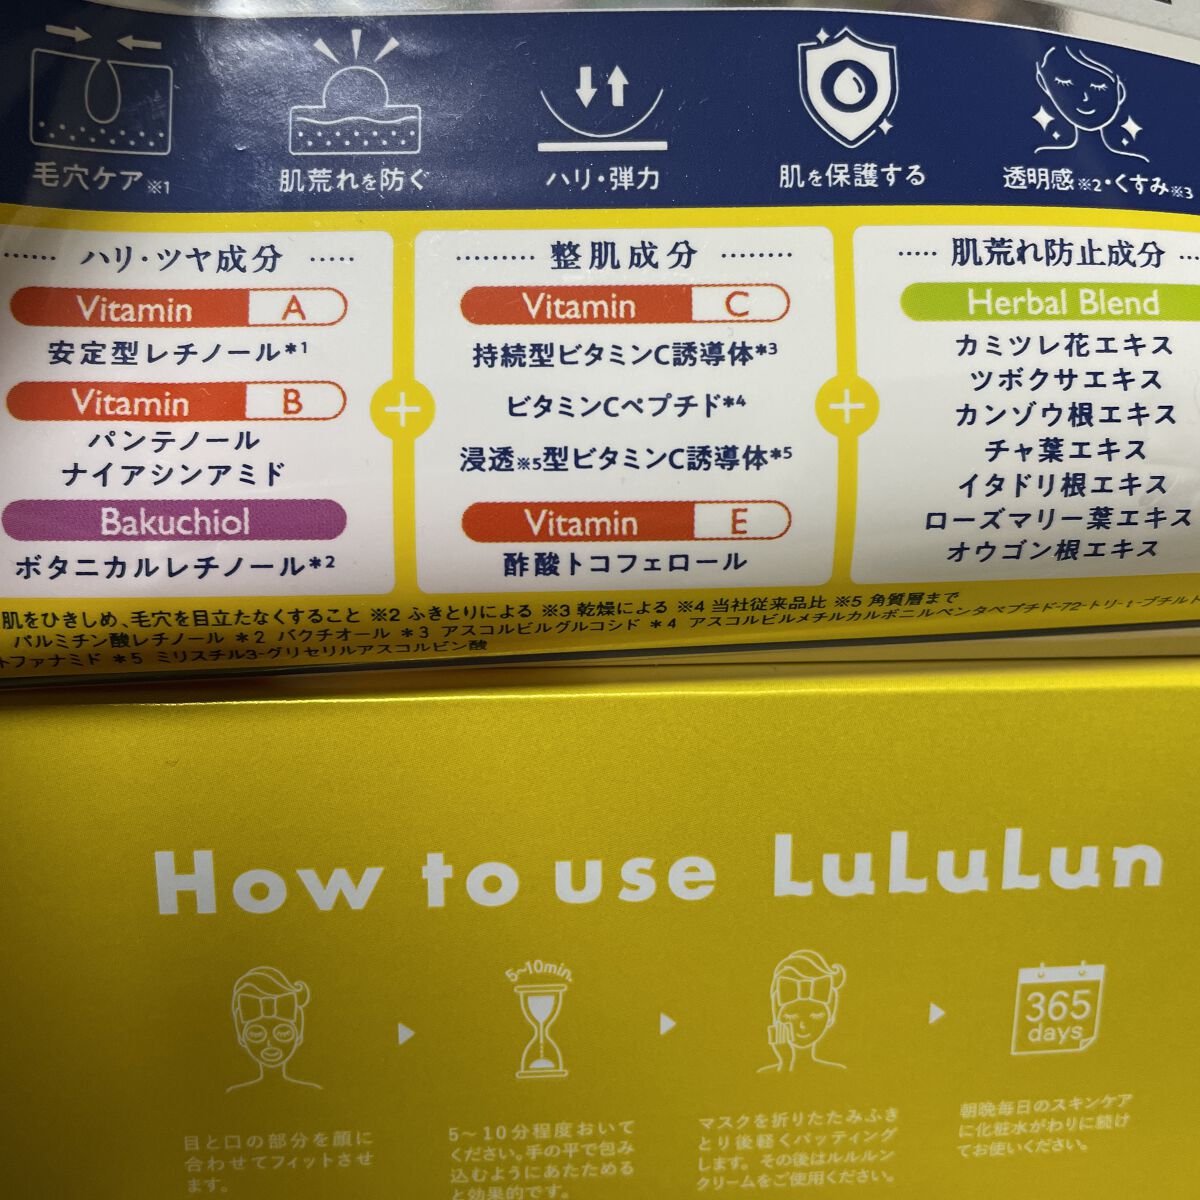 毛穴ケア※1
肌荒れを防ぐ
ハリ・弾力
肌を保護する
透明感※2・くすみ※3
ハリ・ツヤ成分
Vitamin A
安定型レチノール*1
Vitamin B
パンテノール
ナイアシンアミド
Bakuchiol
ボタニカルレチノール*2
+
整肌成分
Vitamin C
持続型ビタミンC誘導体*3
ビタミンCペプチド*4
浸透※5型ビタミンC誘導体*5
Vitamin E
酢酸トコフェロール
+
肌荒れ防止成分
Herbal Blend
カミツレ花エキス
ツボクサエキス
カンゾウ根エキス
チャ葉エキス
イタドリ根エキス
ローズマリー葉エキス
オウゴン根エキス
肌をひきしめ、毛穴を目立たなくすること ※2 ふきとりによる ※3 乾燥による ※4 当社従来品比 ※5 角質層まで
パルミチン酸レチノール *2 バクチオール *3 アスコルビルグルコシド *4 アスコルビルメチルカルボニルペンタペプチド-72-トリ-t-ブチルト
トファナミド *5 ミリスチル3-グリセリルアスコルビン酸
How to use LuLuLun
5~10min.
365
days
目と口の部分を顔に
合わせてフィットさせ
ます。
5〜10分程度おいて
ください。手の平で包み
込むようにあたためる
と効果的です。
マスクを折りたたみふき
とり後軽くパッティング
します。その後はルルルン
クリームをご使用ください。
朝晩毎日のスキンケア
に化粧水がわりに続け
てお使いください。